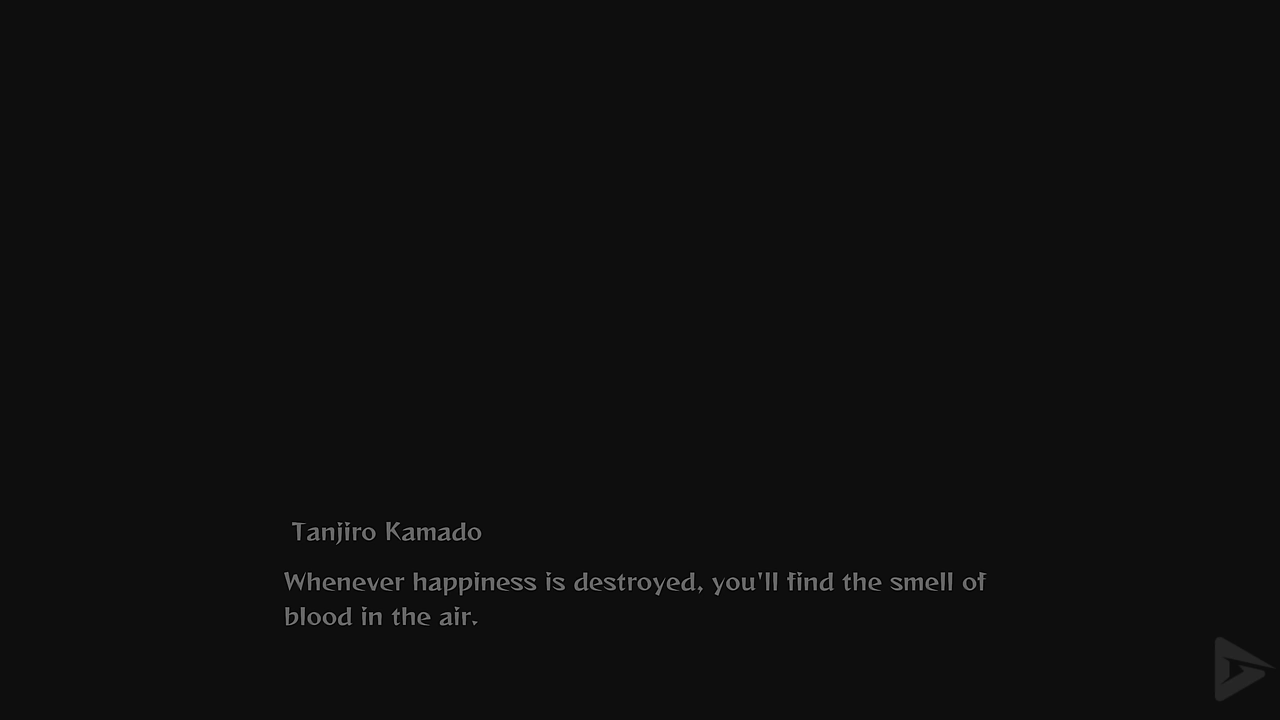 Tanjiro Kamado
Whenever happiness is destroyed, you'll find the smell of
blood in the air.